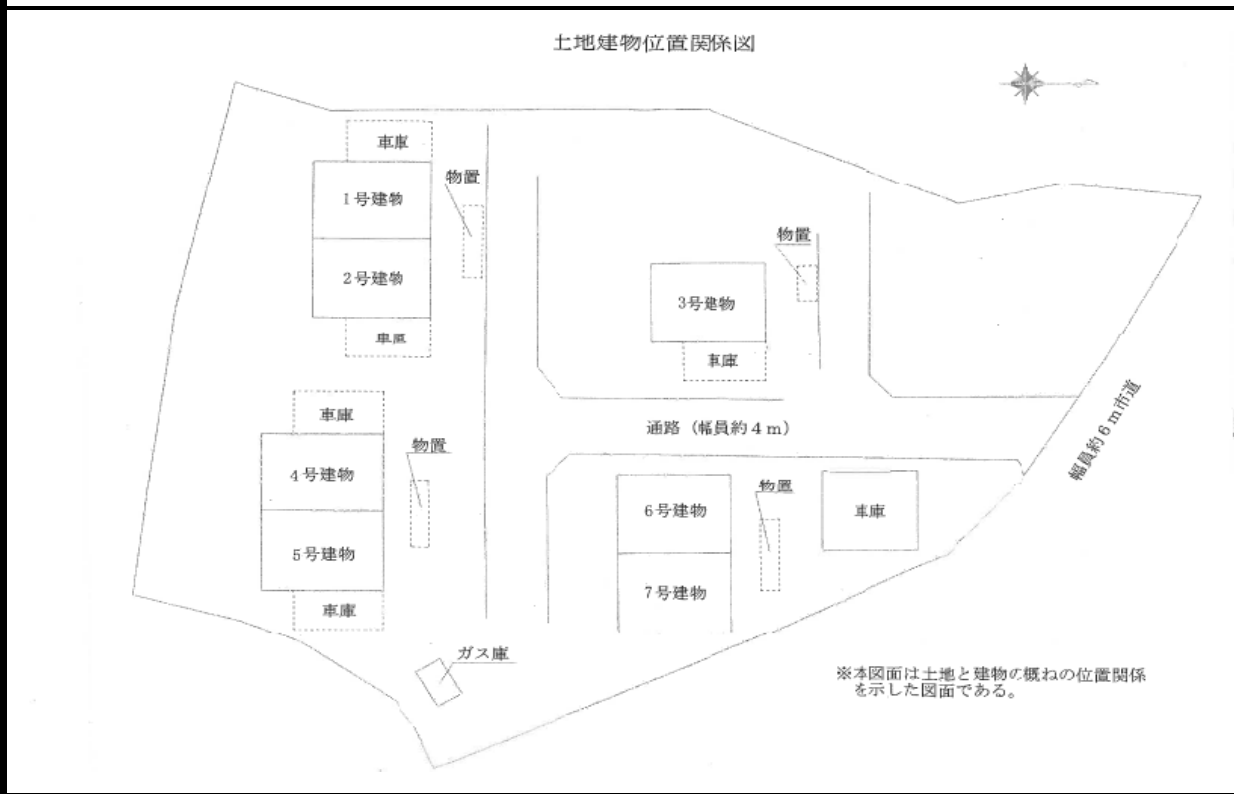 土地建物位置関係図
車庫
物置
1号建物
2号建物
車庫
物置
3号建物
車庫
車庫
物置
4号建物
5号建物
車庫
通路（幅員約4m）
幅員約6m市道
6号建物
物置
車庫
7号建物
ガス庫
※本図面は土地と建物の概ねの位置関係
を示した図面である。